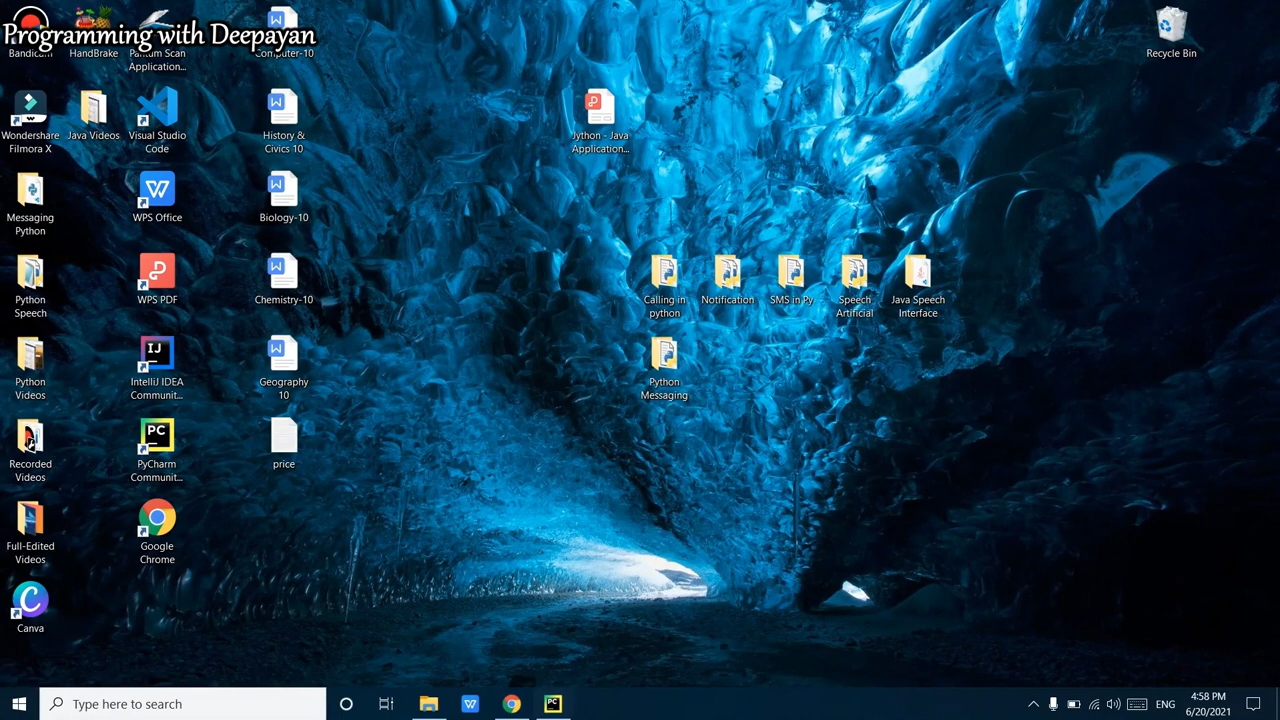 Programming with Deepayan
Bandicam
HandBrake
Pantum Scan
Application...
Computer-10
Recycle Bin
Wondershare
Filmora X
Java Videos
Visual Studio
Code
History &
Civics 10
Jython - Java
Application...
Messaging
Python
WPS Office
Biology-10
Python
Speech
WPS PDF
Chemistry-10
Calling in
python
Notification
SMS in Py
Speech
Artificial
Java Speech
Interface
Python
Videos
IntelliJ IDEA
Communit...
Geography
10
Python
Messaging
Recorded
Videos
PyCharm
Communit...
price
Full-Edited
Videos
Google
Chrome
Canva
Type here to search
ENG
4:58 PM
6/20/2021